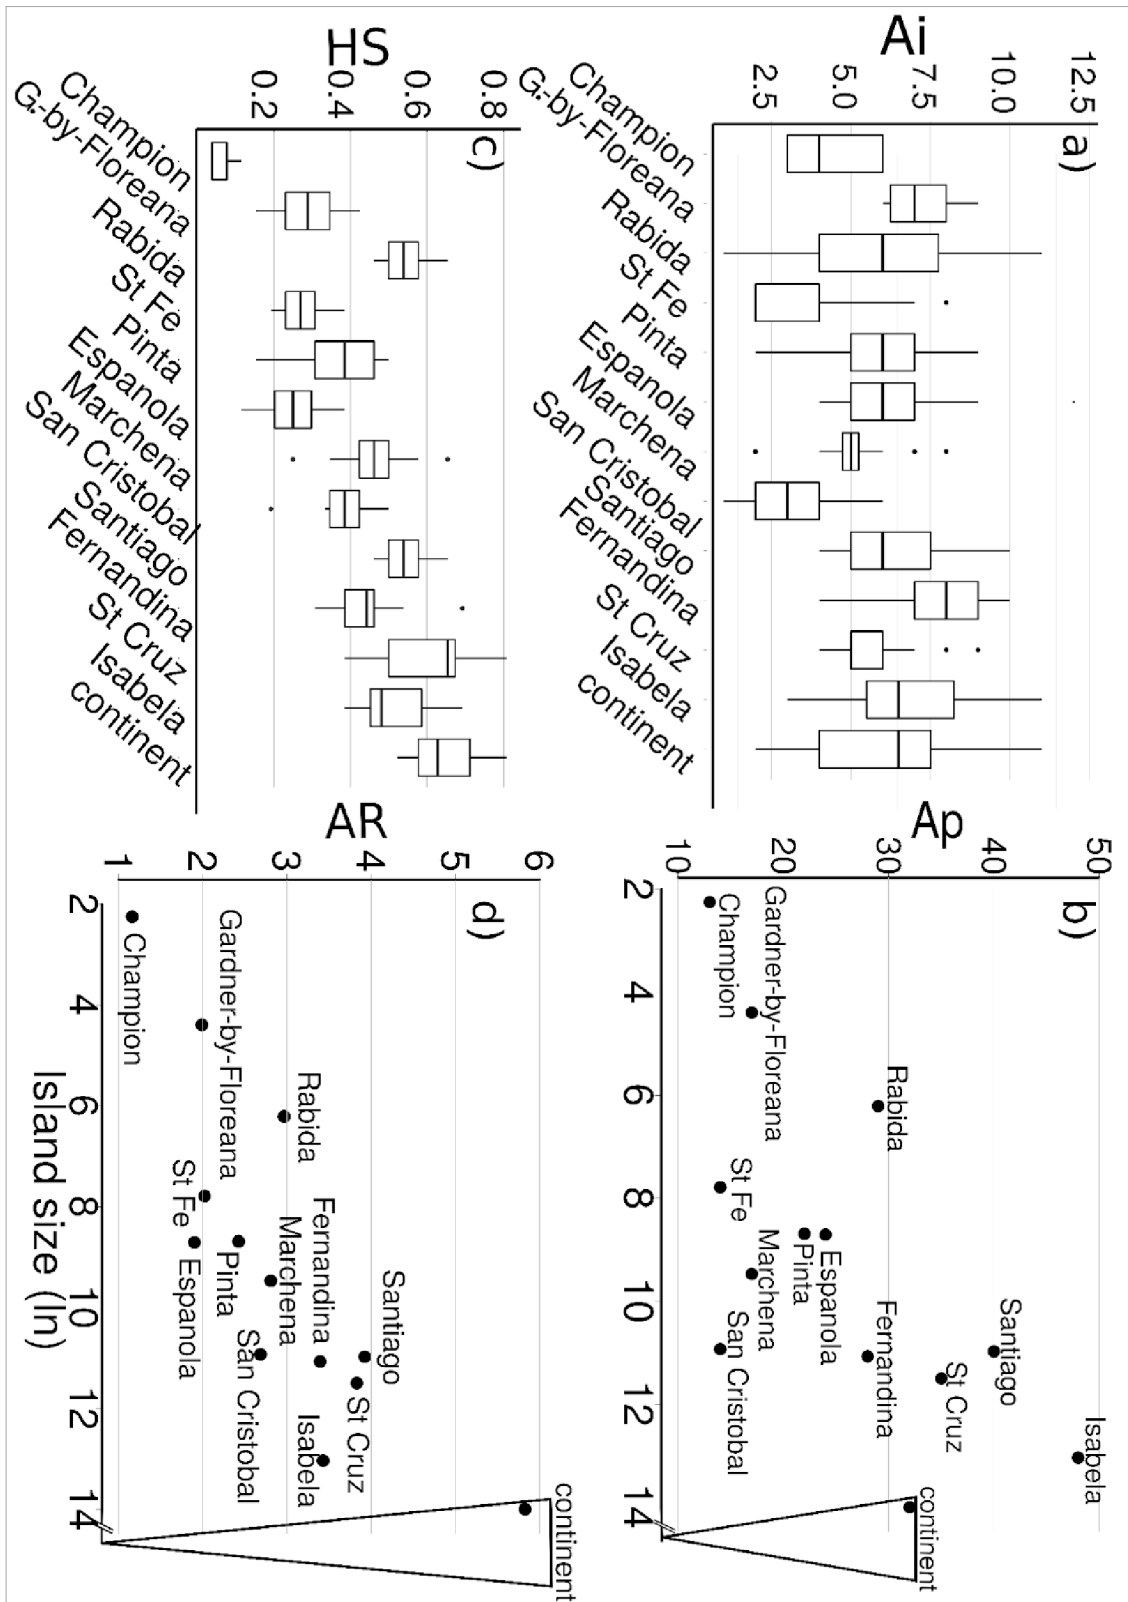 a)
Ai
2.5
5.0
7.5
10.0
12.5
Champion
G.-by-Floreana
Rabida
St Fe
Pinta
Espanola
Marchena
San Cristobal
Santiago
Fernandina
St Cruz
Isabela
continent
b)
Ap
10
20
30
40
50
2
4
6
8
10
12
14
Champion
Gardner-by-Floreana
Rabida
St Fe
Pinta
Espanola
Marchena
San Cristobal
Fernandina
Santiago
St Cruz
Isabela
continent
c)
HS
0.2
0.4
0.6
0.8
Champion
G.-by-Floreana
Rabida
St Fe
Pinta
Espanola
Marchena
San Cristobal
Santiago
Fernandina
St Cruz
Isabela
continent
d)
AR
1
2
3
4
5
6
2
4
6
8
10
12
14
Champion
Gardner-by-Floreana
Rabida
St Fe
Espanola
Pinta
Marchena
San Cristobal
Fernandina
Santiago
St Cruz
Isabela
continent
Island size (ln)